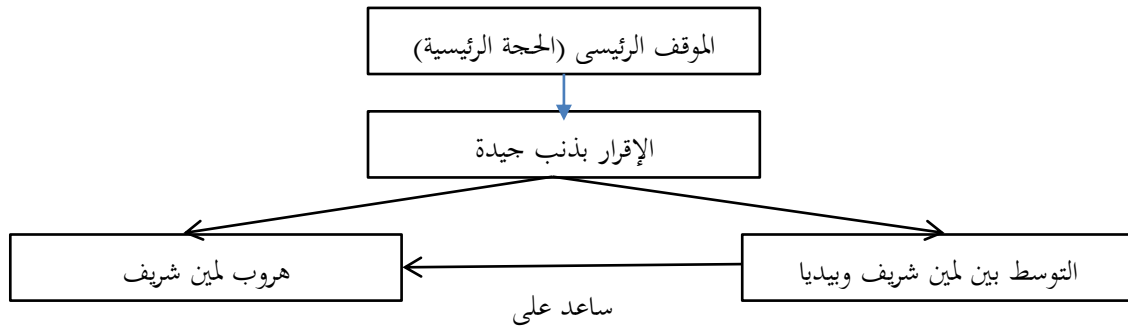 الموقف الرئيسى (الحجة الرئيسية)
الإقرار بذنب جيدة
التوسط بين لمين شريف وبيديا
هروب لمين شريف
ساعد على